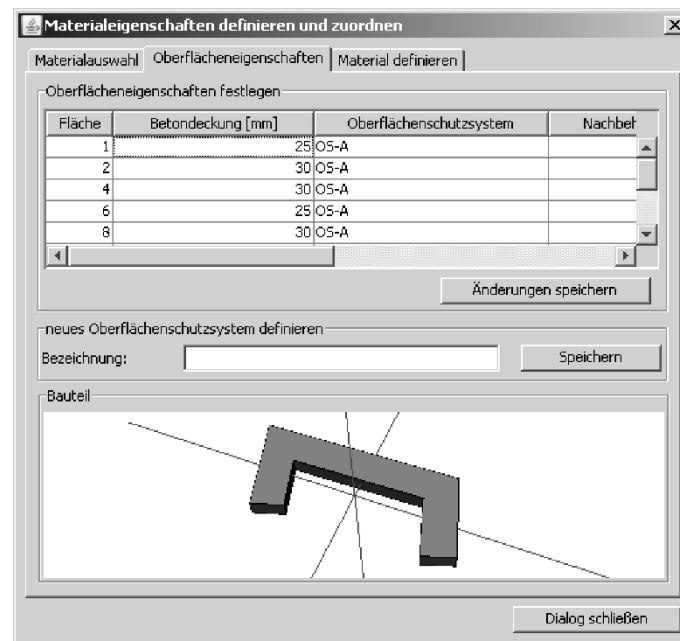 Materialeigenschaften definieren und zuordnen
Materialauswahl Oberflächeneigenschaften Material definieren
Oberflächeneigenschaften festlegen
Fläche Betondeckung [mm] Oberflächenschutzsystem Nachbeh
1 25 OS-A
2 30 OS-A
4 30 OS-A
6 25 OS-A
8 30 OS-A
Änderungen speichern
neues Oberflächenschutzsystem definieren
Bezeichnung: Speichern
Bauteil
Dialog schließen